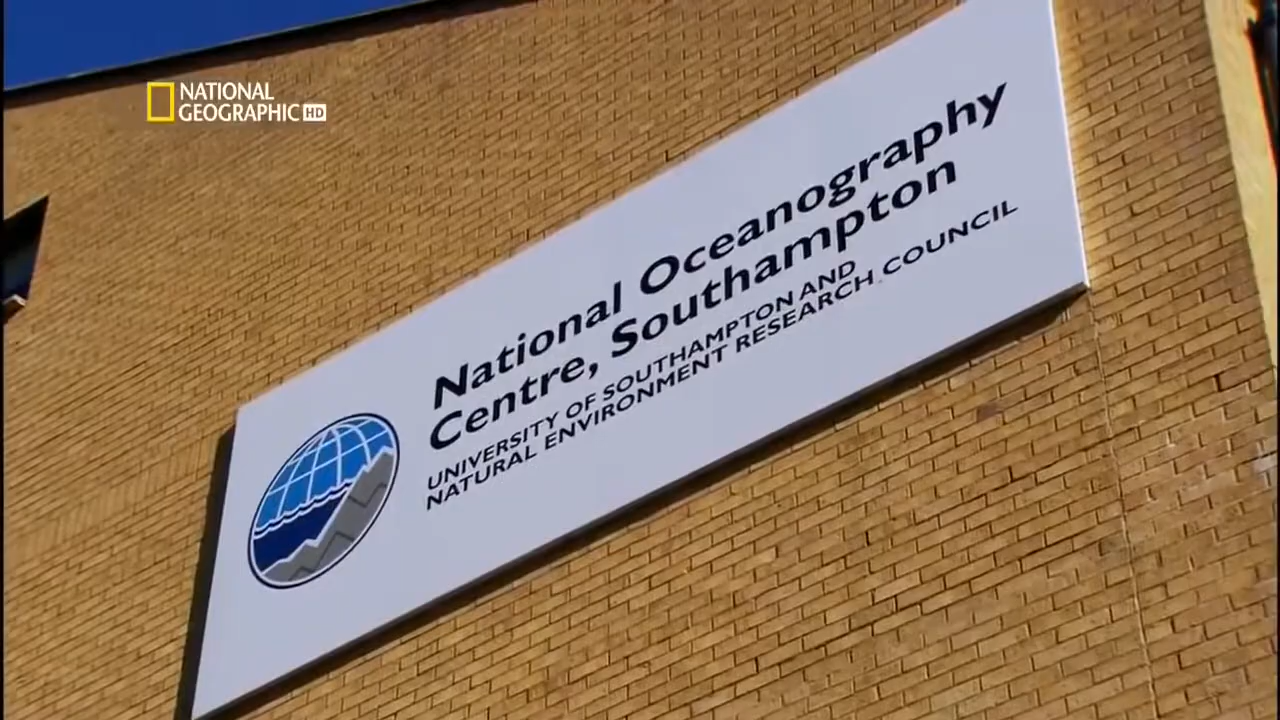 NATIONAL
GEOGRAPHIC HD
National Oceanography
Centre, Southampton
UNIVERSITY OF SOUTHAMPTON AND
NATURAL ENVIRONMENT RESEARCH COUNCIL